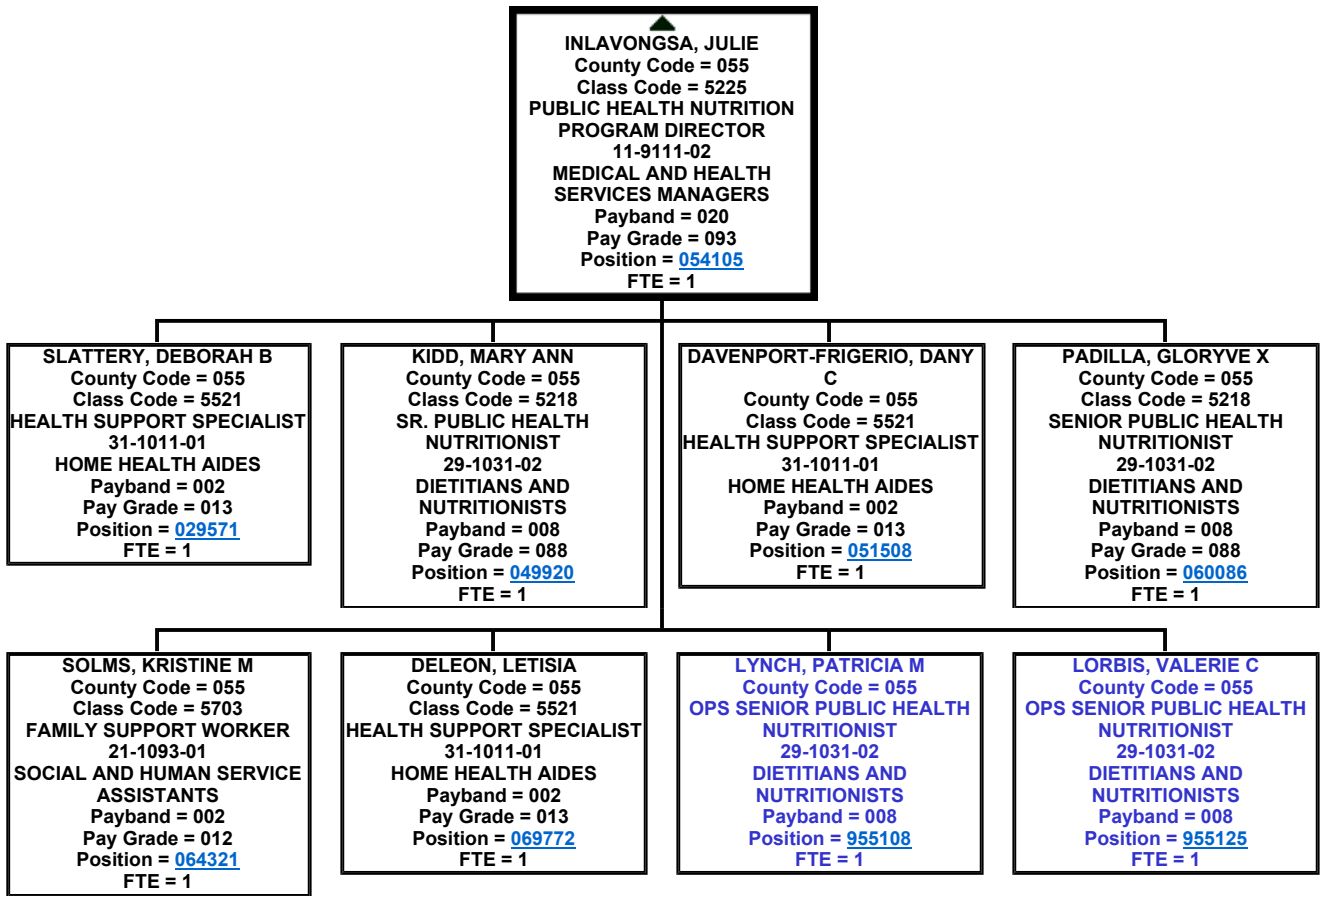 INLAVONGSA, JULIE
County Code = 055
Class Code = 5225
PUBLIC HEALTH NUTRITION
PROGRAM DIRECTOR
11-9111-02
MEDICAL AND HEALTH
SERVICES MANAGERS
Payband = 020
Pay Grade = 093
Position = 054105
FTE = 1
SLATTERY, DEBORAH B
County Code = 055
Class Code = 5521
HEALTH SUPPORT SPECIALIST
31-1011-01
HOME HEALTH AIDES
Payband = 002
Pay Grade = 013
Position = 029571
FTE = 1
KIDD, MARY ANN
County Code = 055
Class Code = 5218
SR. PUBLIC HEALTH
NUTRITIONIST
29-1031-02
DIETITIANS AND
NUTRITIONISTS
Payband = 008
Pay Grade = 088
Position = 049920
FTE = 1
DAVENPORT-FRIGERIO, DANY
C
County Code = 055
Class Code = 5521
HEALTH SUPPORT SPECIALIST
31-1011-01
HOME HEALTH AIDES
Payband = 002
Pay Grade = 013
Position = 051508
FTE = 1
PADILLA, GLORYVE X
County Code = 055
Class Code = 5218
SENIOR PUBLIC HEALTH
NUTRITIONIST
29-1031-02
DIETITIANS AND
NUTRITIONISTS
Payband = 008
Pay Grade = 088
Position = 060086
FTE = 1
SOLMS, KRISTINE M
County Code = 055
Class Code = 5703
FAMILY SUPPORT WORKER
21-1093-01
SOCIAL AND HUMAN SERVICE
ASSISTANTS
Payband = 002
Pay Grade = 012
Position = 064321
FTE = 1
DELEON, LETISIA
County Code = 055
Class Code = 5521
HEALTH SUPPORT SPECIALIST
31-1011-01
HOME HEALTH AIDES
Payband = 002
Pay Grade = 013
Position = 069772
FTE = 1
LYNCH, PATRICIA M
County Code = 055
OPS SENIOR PUBLIC HEALTH
NUTRITIONIST
29-1031-02
DIETITIANS AND
NUTRITIONISTS
Payband = 008
Position = 955108
FTE = 1
LORBIS, VALERIE C
County Code = 055
OPS SENIOR PUBLIC HEALTH
NUTRITIONIST
29-1031-02
DIETITIANS AND
NUTRITIONISTS
Payband = 008
Position = 955125
FTE = 1